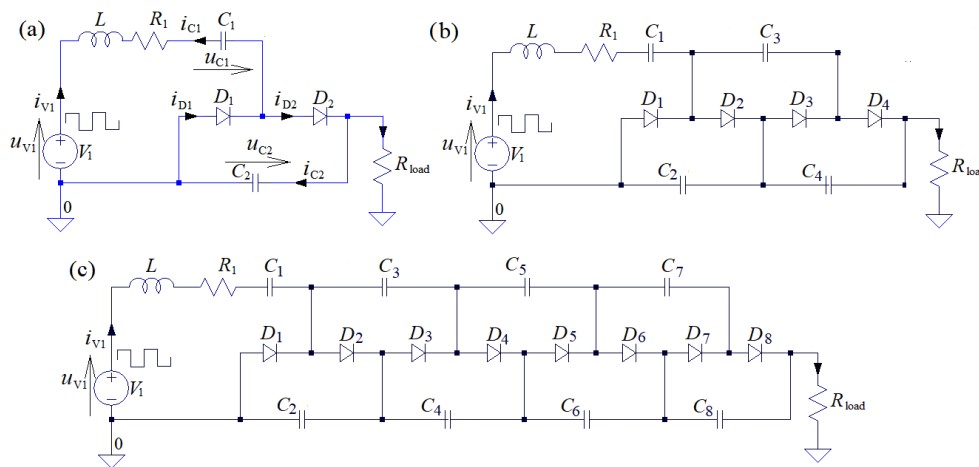 (a)
L R1 C1
iC1
uC1
iV1
iD1 D1 iD2 D2
uV1
V1
uC2
C2 iC2
Rload
0
(b)
L R1 C1 C3
iV1
D1 D2 D3 D4
uV1
V1
C2 C4
Rloa
0
(c)
L R1 C1 C3 C5 C7
iV1
D1 D2 D3 D4 D5 D6 D7 D8
uV1
V1
C2 C4 C6 C8
Rload
0